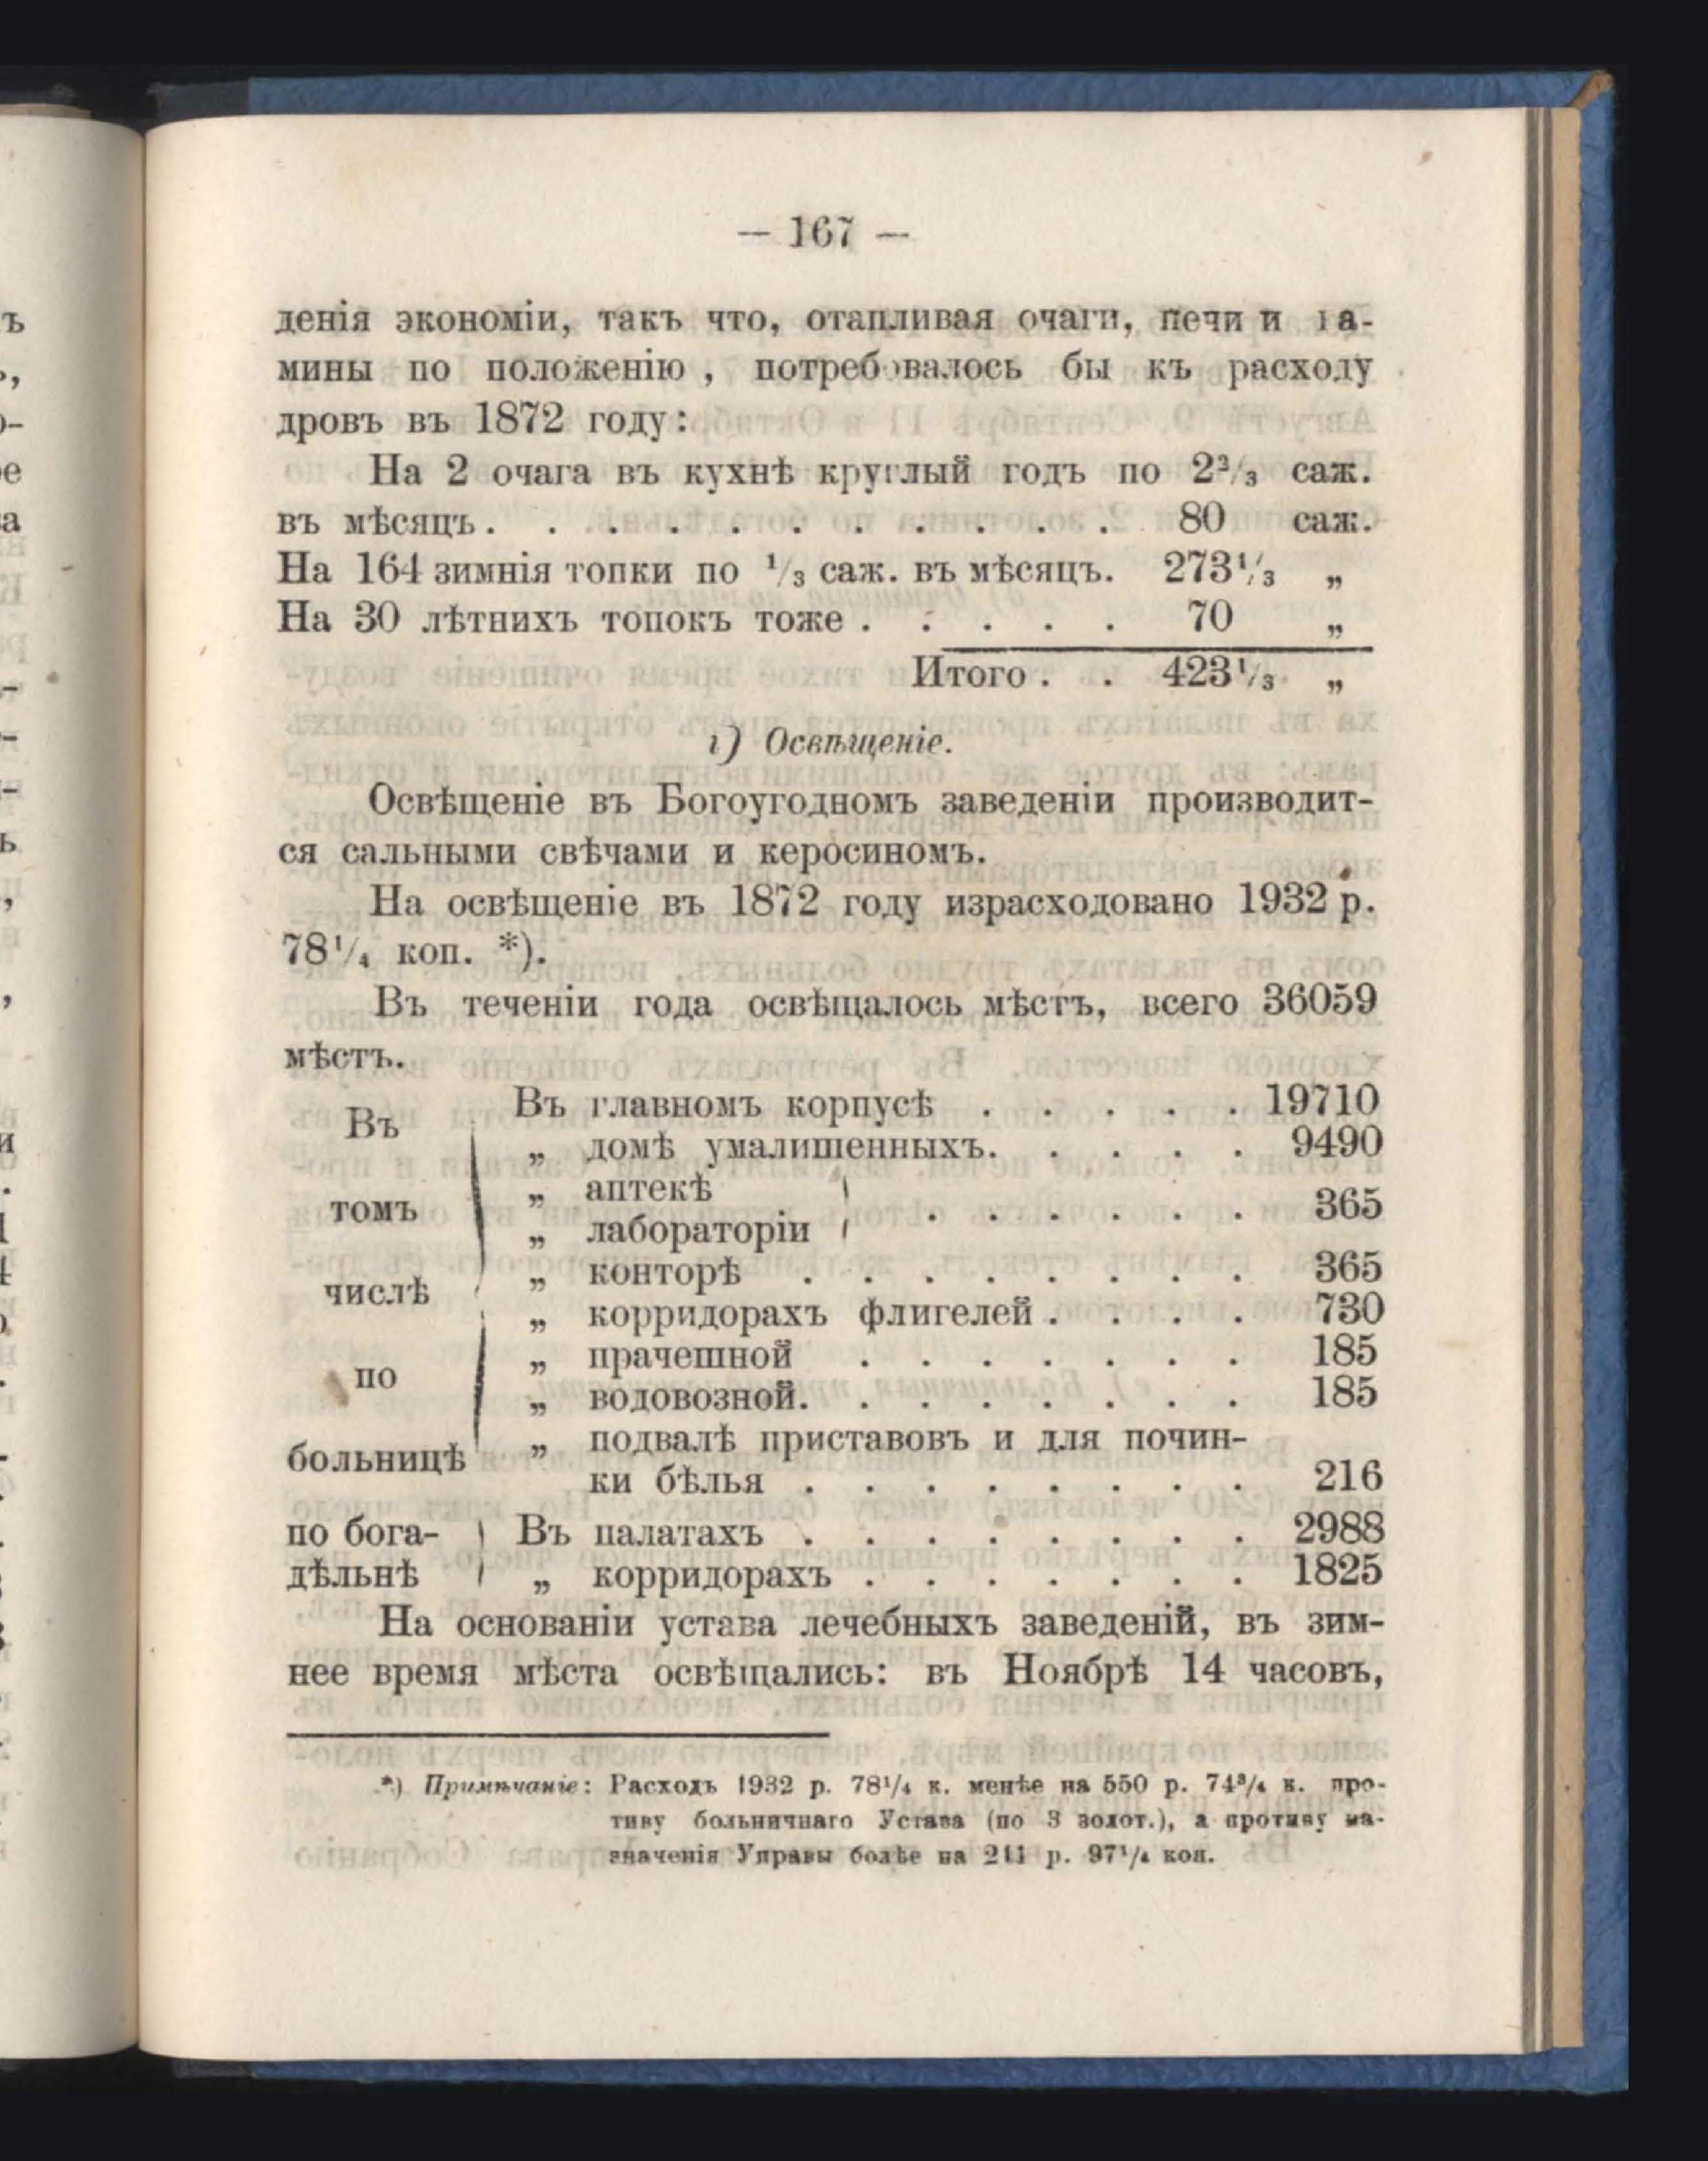 — 167 —
денія экономіи, такъ что, отапливая очаги, печи и ка-
мины по положенію, потребовалось бы къ расходу
дровъ въ 1872 году:
На 2 очага въ кухнѣ круглый годъ по 2²/₃ саж.
въ мѣсяцъ. . . . . . . . . . . 80 саж.
На 164 зимнія топки по ¹/₃ саж. въ мѣсяцъ. 273¹/₃ „
На 30 лѣтнихъ топокъ тоже . . . . . 70 „
Итого . . 423¹/₃ „
г) Освѣщеніе.
Освѣщеніе въ Богоугодномъ заведеніи производит-
ся сальными свѣчами и керосиномъ.
На освѣщеніе въ 1872 году израсходовано 1932 р.
78¹/₄ коп. *).
Въ теченіи года освѣщалось мѣстъ, всего 36059
мѣстъ.
Въ томъ числѣ по больницѣ
Въ главномъ корпусѣ . . . . . 19710
„ домѣ умалишенныхъ. . . . . 9490
„ аптекѣ
„ лабораторіи . . . . . . 365
„ конторѣ . . . . . . . . 365
„ корридорахъ флигелей . . . . 730
„ прачешной . . . . . . . 185
„ водовозной. . . . . . . . 185
„ подвалѣ приставовъ и для почин-
ки бѣлья . . . . . . . . 216
по бога- Въ палатахъ . . . . . . . . 2988
дѣльнѣ „ корридорахъ . . . . . . . 1825
На основаніи устава лечебныхъ заведеній, въ зим-
нее время мѣста освѣщались: въ Ноябрѣ 14 часовъ,
*) Примѣчаніе: Расходъ 1932 р. 78¹/₄ к. менѣе на 550 р. 74³/₄ к. про-
тиву больничнаго Устава (по 3 золот.), а противу на-
значенія Управы болѣе на 211 р. 97¹/₄ коп.